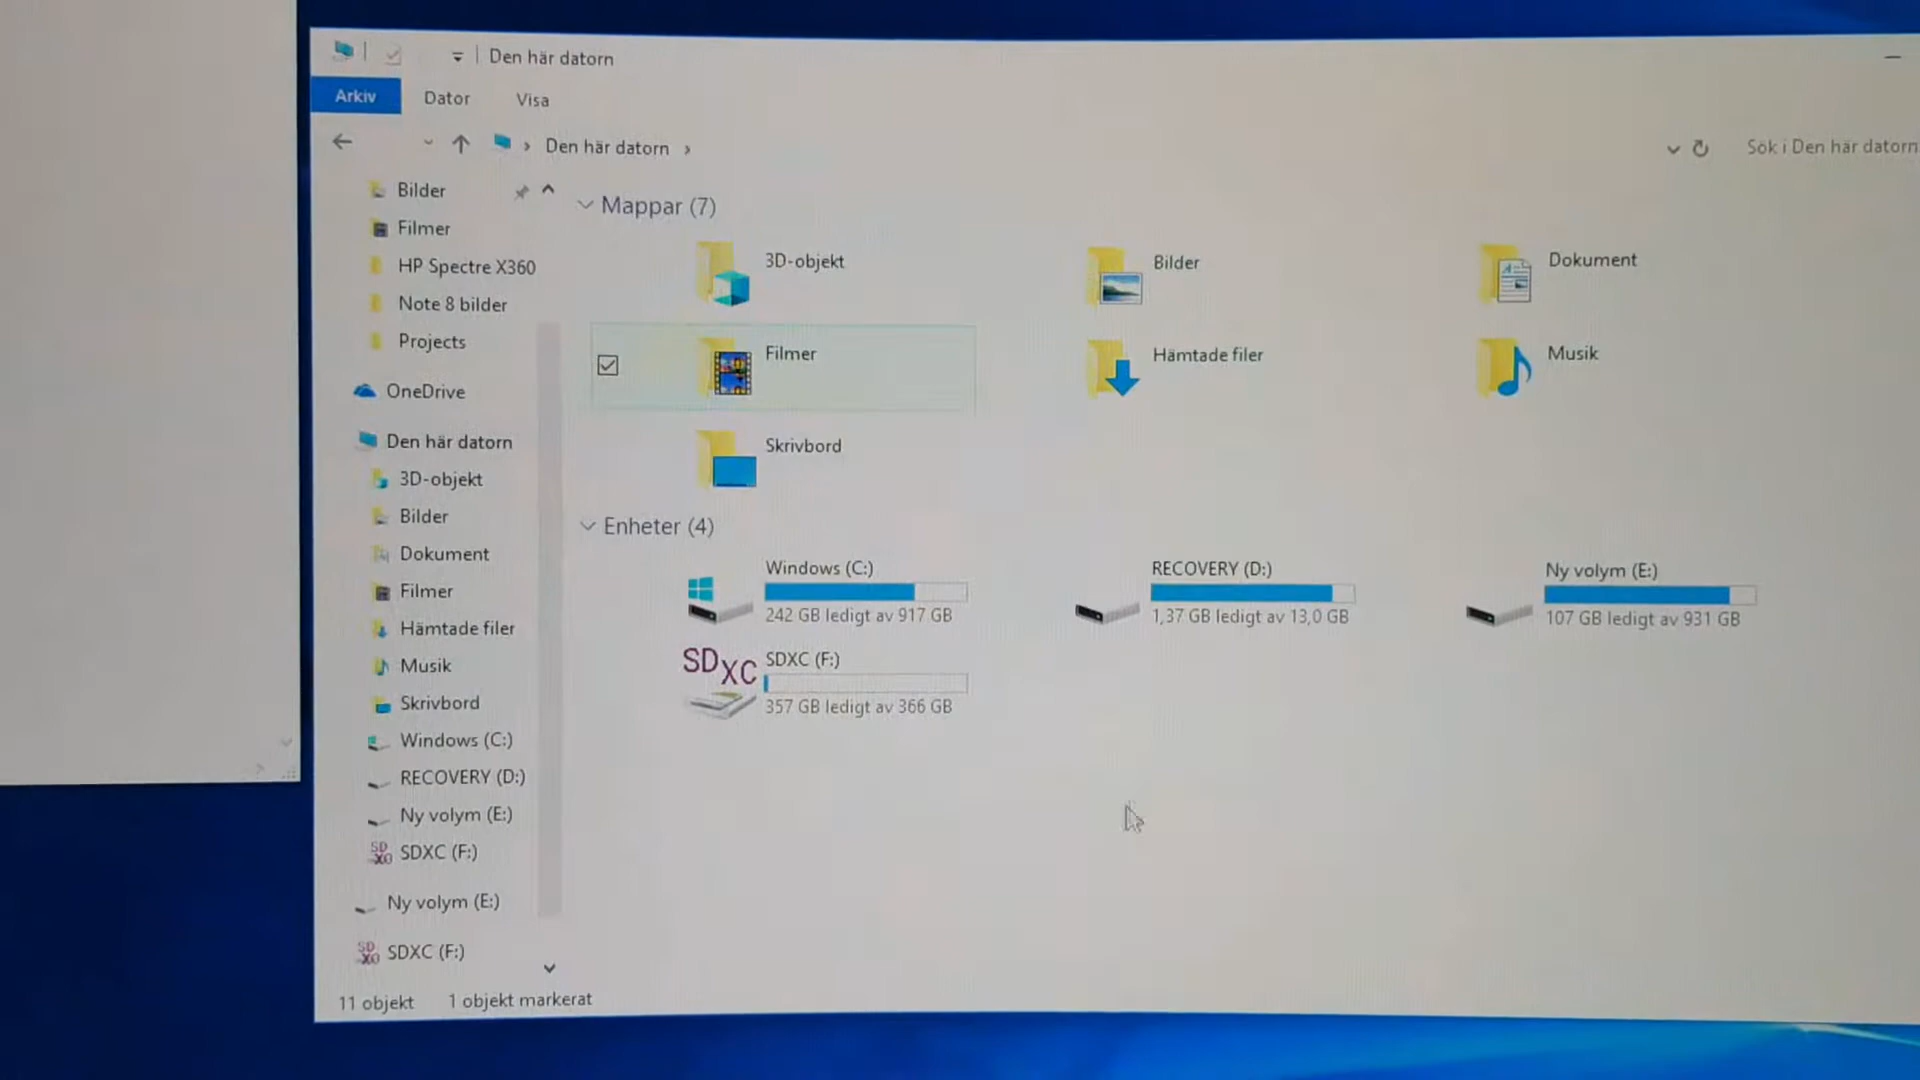 Den här datorn
Arkiv
Dator
Visa
Den här datorn
Sök i Den här datorn
Bilder
Filmer
HP Spectre X360
Note 8 bilder
Projects
OneDrive
Den här datorn
3D-objekt
Bilder
Dokument
Filmer
Hämtade filer
Musik
Skrivbord
Windows (C:)
RECOVERY (D:)
Ny volym (E:)
SDXC (F:)
Ny volym (E:)
SDXC (F:)
Mappar (7)
3D-objekt
Bilder
Dokument
Filmer
Hämtade filer
Musik
Skrivbord
Enheter (4)
Windows (C:)
242 GB ledigt av 917 GB
RECOVERY (D:)
1,37 GB ledigt av 13,0 GB
Ny volym (E:)
107 GB ledigt av 931 GB
SDXC
SDXC (F:)
357 GB ledigt av 366 GB
11 objekt
1 objekt markerat